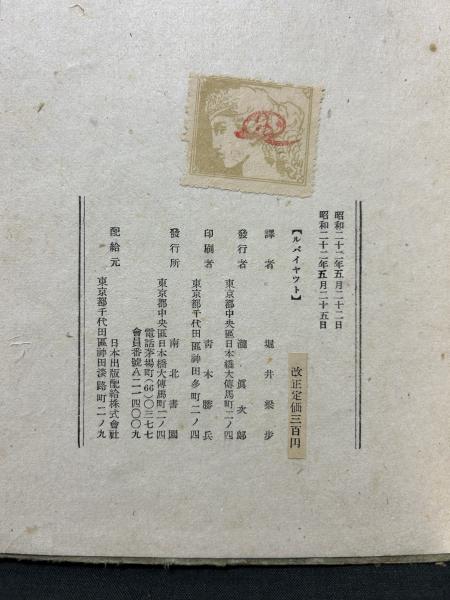 昭和二十二年五月二十二日
昭和二十二年五月二十五日
【ルバイヤツト】
改正定価三百円
譯者 堀井梁步
發行者 東京都中央區日本橋大傳馬町二ノ四
瀧眞次郎
印刷者 東京都千代田區神田多町二ノ四
靑木勝兵
發行所 東京都中央區日本橋大傳馬町二ノ四
南北書園
電話茅場町(66)〇三七七
會員番號A二一四〇〇九
配給元 東京都千代田區神田淡路町二ノ九
日本出版配給株式會社